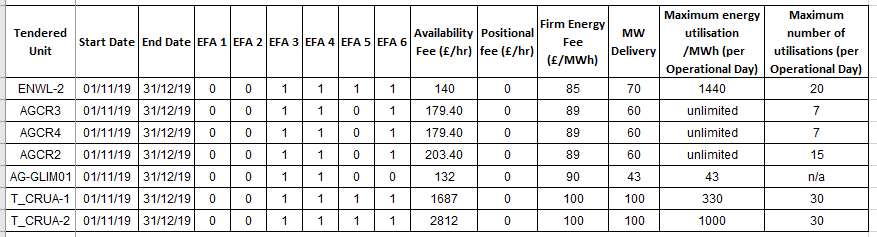 Tendered Unit | Start Date | End Date | EFA 1 | EFA 2 | EFA 3 | EFA 4 | EFA 5 | EFA 6 | Availability Fee (£/hr) | Positional fee (£/hr) | Firm Energy Fee (£/MWh) | MW Delivery | Maximum energy utilisation /MWh (per Operational Day) | Maximum number of utilisations (per Operational Day)
ENWL-2 | 01/11/19 | 31/12/19 | 0 | 0 | 1 | 1 | 1 | 1 | 140 | 0 | 85 | 70 | 1440 | 20
AGCR3 | 01/11/19 | 31/12/19 | 0 | 0 | 1 | 1 | 0 | 1 | 179.40 | 0 | 89 | 60 | unlimited | 7
AGCR4 | 01/11/19 | 31/12/19 | 0 | 0 | 1 | 1 | 0 | 1 | 179.40 | 0 | 89 | 60 | unlimited | 7
AGCR2 | 01/11/19 | 31/12/19 | 0 | 0 | 1 | 1 | 0 | 1 | 203.40 | 0 | 89 | 60 | unlimited | 15
AG-GLIM01 | 01/11/19 | 31/12/19 | 0 | 0 | 1 | 1 | 0 | 0 | 132 | 0 | 90 | 43 | 43 | n/a
T_CRUA-1 | 01/11/19 | 31/12/19 | 0 | 0 | 1 | 1 | 1 | 1 | 1687 | 0 | 100 | 100 | 330 | 30
T_CRUA-2 | 01/11/19 | 31/12/19 | 0 | 0 | 1 | 1 | 1 | 1 | 2812 | 0 | 100 | 100 | 1000 | 30